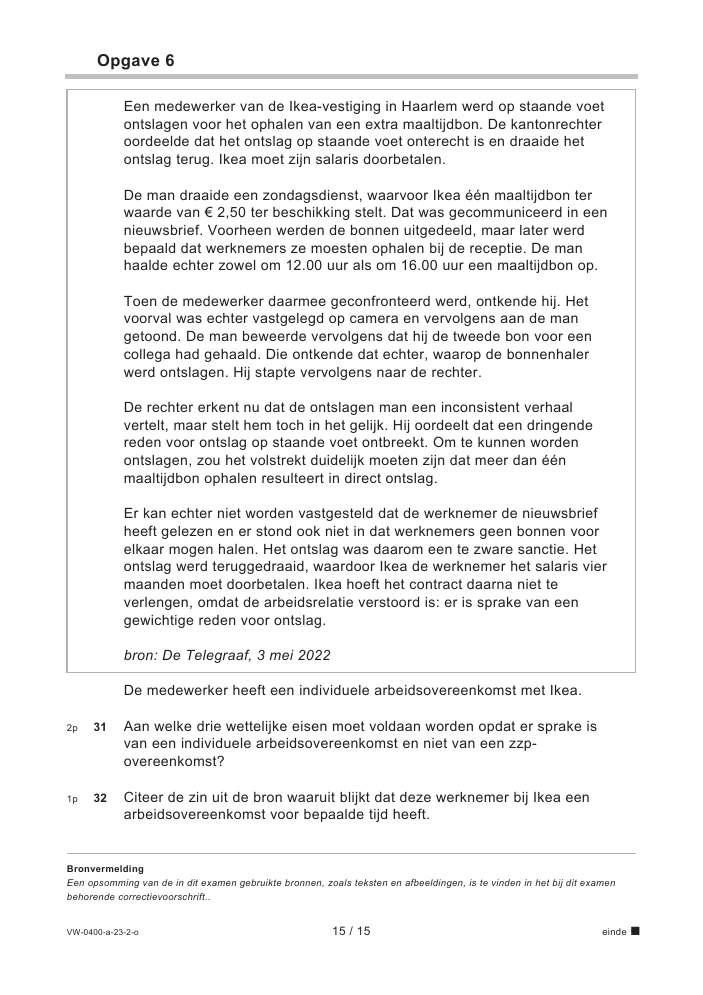 Opgave 6
Een medewerker van de Ikea-vestiging in Haarlem werd op staande voet
ontslagen voor het ophalen van een extra maaltijdbon. De kantonrechter
oordeelde dat het ontslag op staande voet onterecht is en draaide het
ontslag terug. Ikea moet zijn salaris doorbetalen.
De man draaide een zondagsdienst, waarvoor Ikea één maaltijdbon ter
waarde van € 2,50 ter beschikking stelt. Dat was gecommuniceerd in een
nieuwsbrief. Voorheen werden de bonnen uitgedeeld, maar later werd
bepaald dat werknemers ze moesten ophalen bij de receptie. De man
haalde echter zowel om 12.00 uur als om 16.00 uur een maaltijdbon op.
Toen de medewerker daarmee geconfronteerd werd, ontkende hij. Het
voorval was echter vastgelegd op camera en vervolgens aan de man
getoond. De man beweerde vervolgens dat hij de tweede bon voor een
collega had gehaald. Die ontkende dat echter, waarop de bonnenhaler
werd ontslagen. Hij stapte vervolgens naar de rechter.
De rechter erkent nu dat de ontslagen man een inconsistent verhaal
vertelt, maar stelt hem toch in het gelijk. Hij oordeelt dat een dringende
reden voor ontslag op staande voet ontbreekt. Om te kunnen worden
ontslagen, zou het volstrekt duidelijk moeten zijn dat meer dan één
maaltijdbon ophalen resulteert in direct ontslag.
Er kan echter niet worden vastgesteld dat de werknemer de nieuwsbrief
heeft gelezen en er stond ook niet in dat werknemers geen bonnen voor
elkaar mogen halen. Het ontslag was daarom een te zware sanctie. Het
ontslag werd teruggedraaid, waardoor Ikea de werknemer het salaris vier
maanden moet doorbetalen. Ikea hoeft het contract daarna niet te
verlengen, omdat de arbeidsrelatie verstoord is: er is sprake van een
gewichtige reden voor ontslag.
bron: De Telegraaf, 3 mei 2022
De medewerker heeft een individuele arbeidsovereenkomst met Ikea.
2p 31 Aan welke drie wettelijke eisen moet voldaan worden opdat er sprake is
van een individuele arbeidsovereenkomst en niet van een zzp-
overeenkomst?
1p 32 Citeer de zin uit de bron waaruit blijkt dat deze werknemer bij Ikea een
arbeidsovereenkomst voor bepaalde tijd heeft.
Bronvermelding
Een opsomming van de in dit examen gebruikte bronnen, zoals teksten en afbeeldingen, is te vinden in het bij dit examen
behorende correctievoorschrift..
VW-0400-a-23-2-o 15 / 15 einde